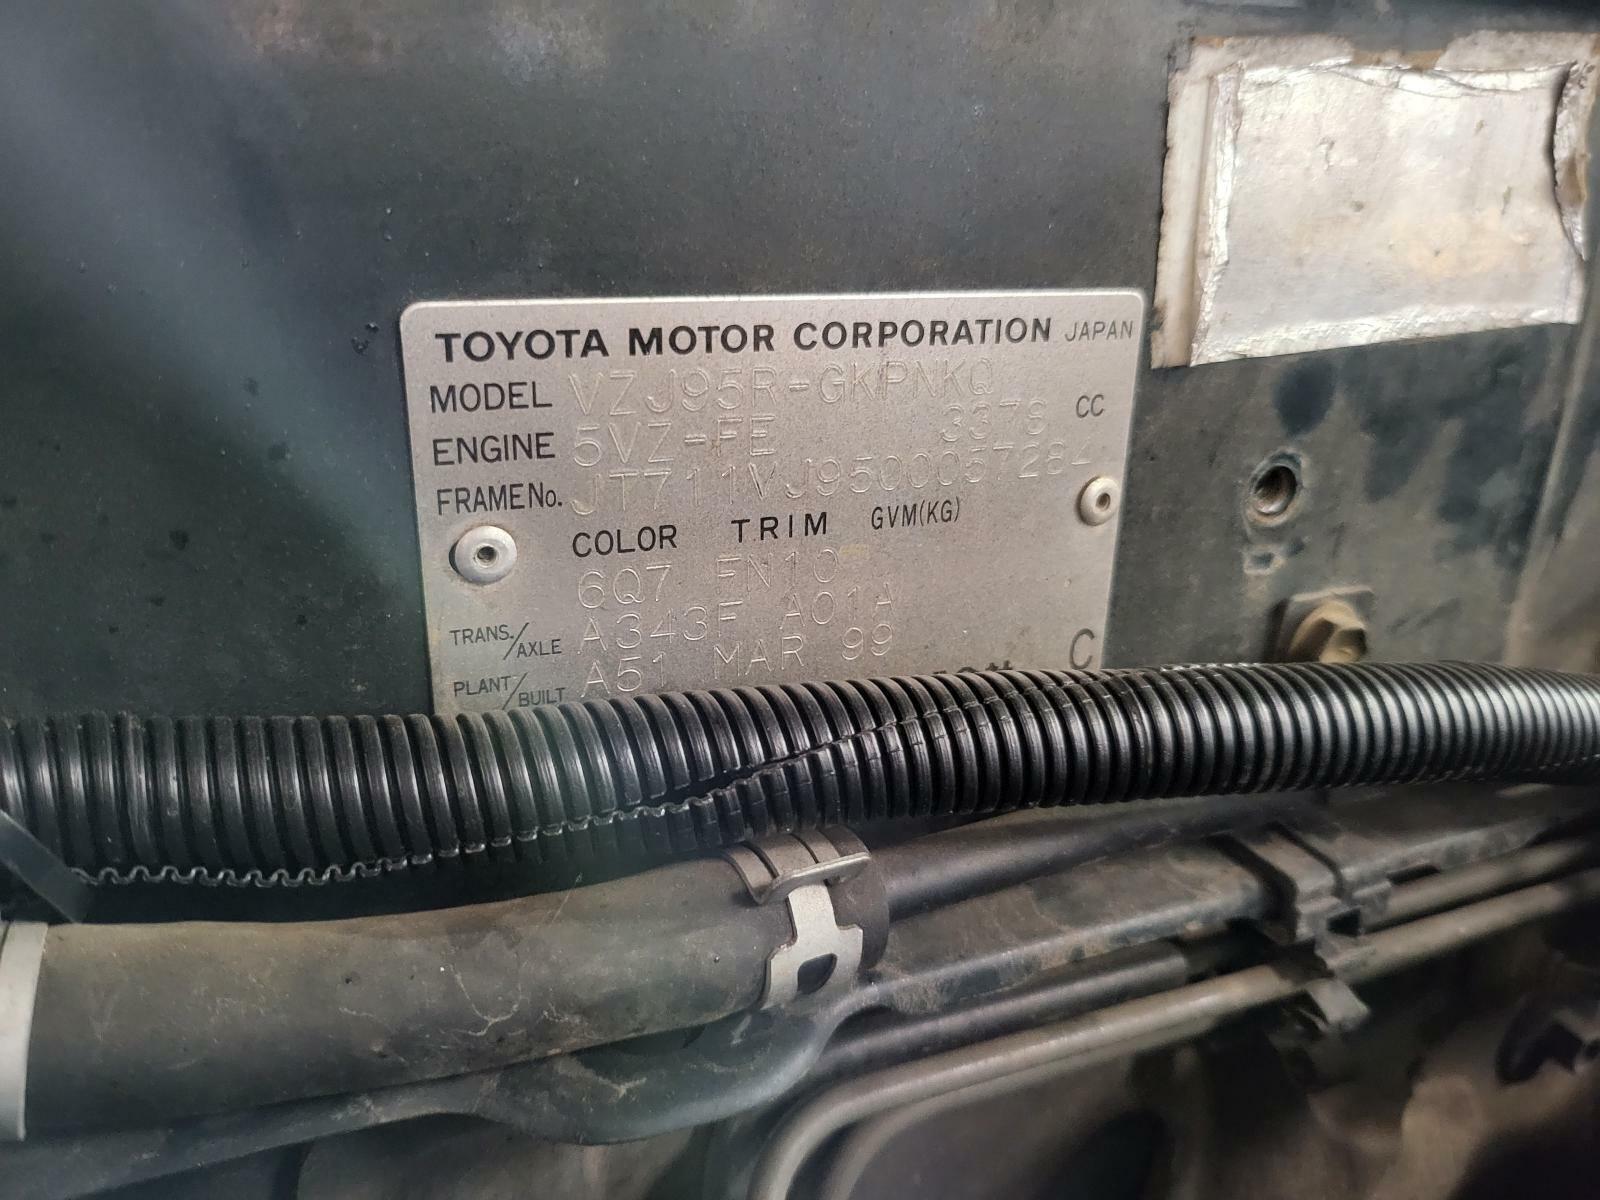 TOYOTA MOTOR CORPORATION JAPAN
MODEL VZJ95R-GKPNKQ
ENGINE 5VZ-FE 3378 CC
FRAME No. JT711VJ9500057284
COLOR TRIM GVM(KG)
6Q7 FN10
TRANS./AXLE A343F A01A
PLANT/BUILT A51 MAR 99
C